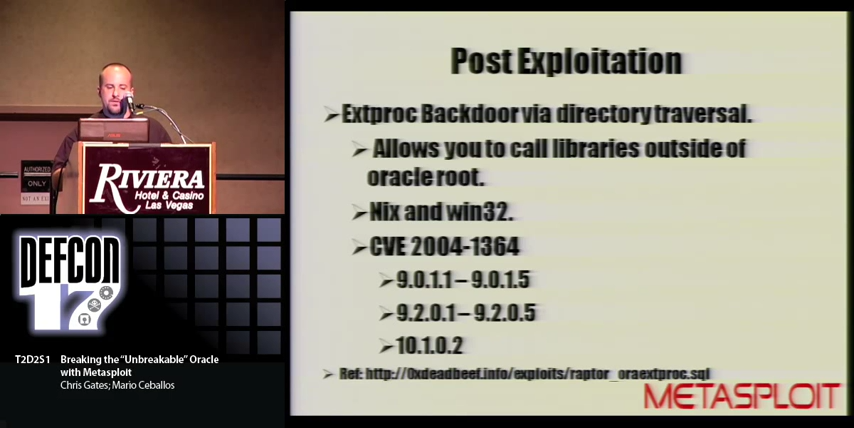 AUTHORIZED
ONLY
RIVIERA
Hotel & Casino
Las Vegas
DEFCON
17
T2D2S1 Breaking the “Unbreakable” Oracle
with Metasploit
Chris Gates; Mario Ceballos
Post Exploitation
➢Extproc Backdoor via directory traversal.
➢ Allows you to call libraries outside of
oracle root.
➢Nix and win32.
➢CVE 2004-1364
➢9.0.1.1 – 9.0.1.5
➢9.2.0.1 – 9.2.0.5
➢10.1.0.2
➢ Ref: http://0xdeadbeef.info/exploits/raptor_oraextproc.sql
METASPLOIT